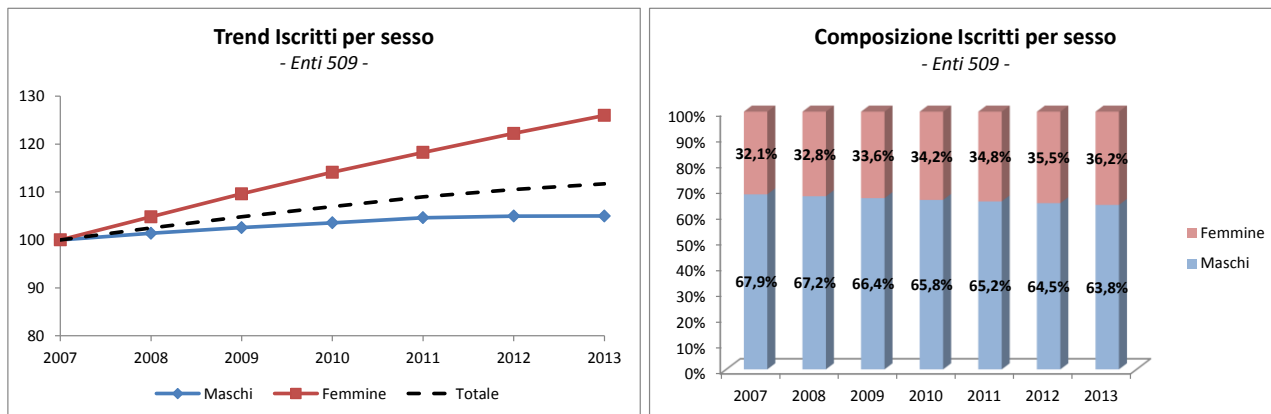 Trend Iscritti per sesso
- Enti 509 -
130
120
110
100
90
80
2007 2008 2009 2010 2011 2012 2013
Maschi Femmine Totale
Composizione Iscritti per sesso
- Enti 509 -
100%
90%
80%
70%
60%
50%
40%
30%
20%
10%
0%
32,1% 32,8% 33,6% 34,2% 34,8% 35,5% 36,2%
67,9% 67,2% 66,4% 65,8% 65,2% 64,5% 63,8%
2007 2008 2009 2010 2011 2012 2013
Femmine
Maschi